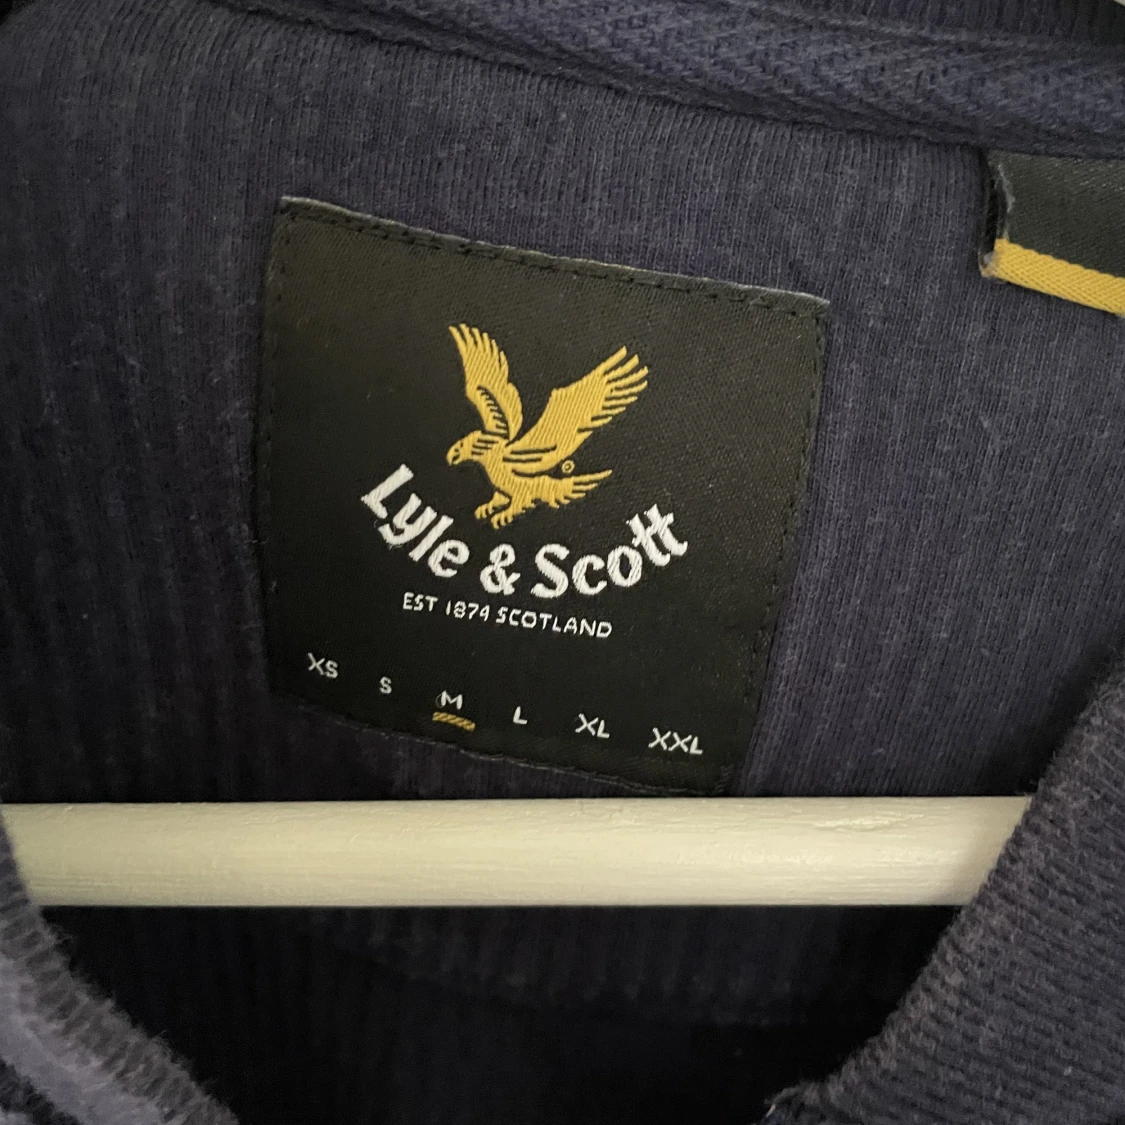 Lyle & Scott
EST 1874 SCOTLAND
XS S M L XL XXL